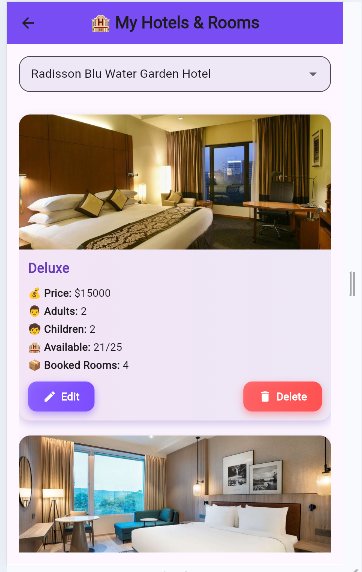 My Hotels & Rooms
Radisson Blu Water Garden Hotel
Deluxe
Price: $15000
Adults: 2
Children: 2
Available: 21/25
Booked Rooms: 4
Edit
Delete